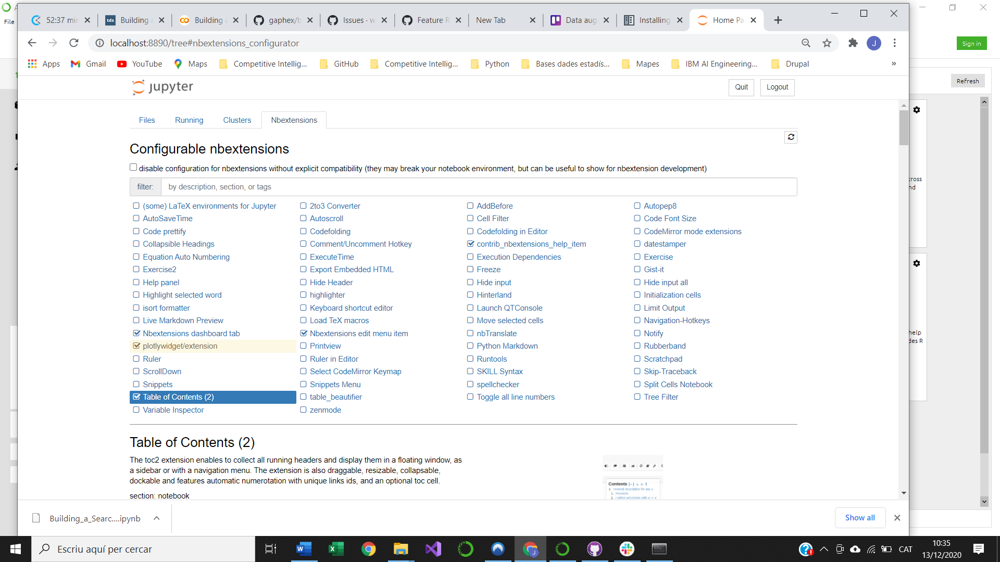 52:37 min
Building a
Building a
gaphex/b
Issues · w
Feature R
New Tab
Data aug
Installing
Home Pa
File
localhost:8890/tree#nbextensions_configurator
J
Sign in
Apps
Gmail
YouTube
Maps
Competitive Intellig...
GitHub
Competitive Intellig...
Python
Bases dades estadís...
Mapes
IBM AI Engineering...
Drupal
»
Refresh
jupyter
Quit
Logout
Files
Running
Clusters
Nbextensions
Configurable nbextensions
disable configuration for nbextensions without explicit compatibility (they may break your notebook environment, but can be useful to show for nbextension development)
filter: by description, section, or tags
(some) LaTeX environments for Jupyter 2to3 Converter AddBefore Autopep8
AutoSaveTime Autoscroll Cell Filter Code Font Size
Code prettify Codefolding Codefolding in Editor CodeMirror mode extensions
Collapsible Headings Comment/Uncomment Hotkey contrib_nbextensions_help_item datestamper
Equation Auto Numbering ExecuteTime Execution Dependencies Exercise
Exercise2 Export Embedded HTML Freeze Gist-it
Help panel Hide Header Hide input Hide input all
Highlight selected word highlighter Hinterland Initialization cells
isort formatter Keyboard shortcut editor Launch QTConsole Limit Output
Live Markdown Preview Load TeX macros Move selected cells Navigation-Hotkeys
Nbextensions dashboard tab Nbextensions edit menu item nbTranslate Notify
plotlywidget/extension Printview Python Markdown Rubberband
Ruler Ruler in Editor Runtools Scratchpad
ScrollDown Select CodeMirror Keymap SKILL Syntax Skip-Traceback
Snippets Snippets Menu spellchecker Split Cells Notebook
Table of Contents (2) table_beautifier Toggle all line numbers Tree Filter
Variable Inspector zenmode
Table of Contents (2)
The toc2 extension enables to collect all running headers and display them in a floating window, as
a sidebar or with a navigation menu. The extension is also draggable, resizable, collapsable,
dockable and features automatic numerotation with unique links ids, and an optional toc cell.
section: notebook
Contents [-]
1. General description for any
1. Precision
help
des R
Building_a_Searc....ipynb
Show all
Escriu aquí per cercar
CAT
10:35
13/12/2020